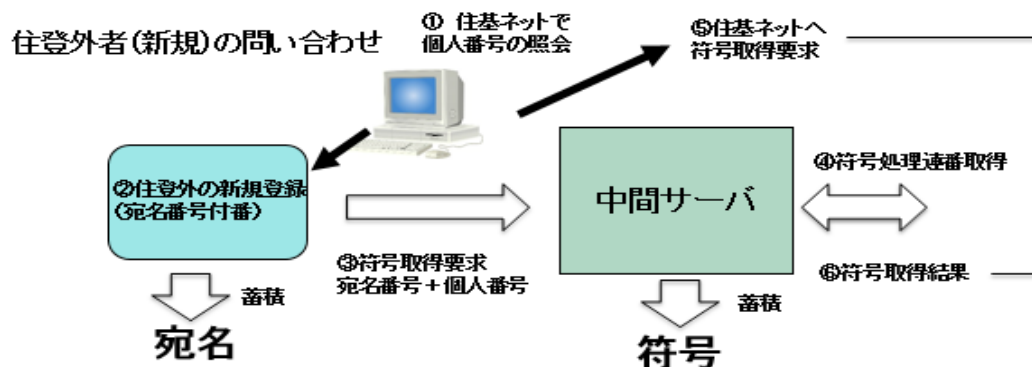 住登外者(新規)の問い合わせ
① 住基ネットで
個人番号の照会
⑤住基ネットへ
符号取得要求
②住登外の新規登録
(宛名番号付番)
③符号取得要求
宛名番号+個人番号
中間サーバ
④符号処理連番取得
⑥符号取得結果
蓄積
宛名
蓄積
符号